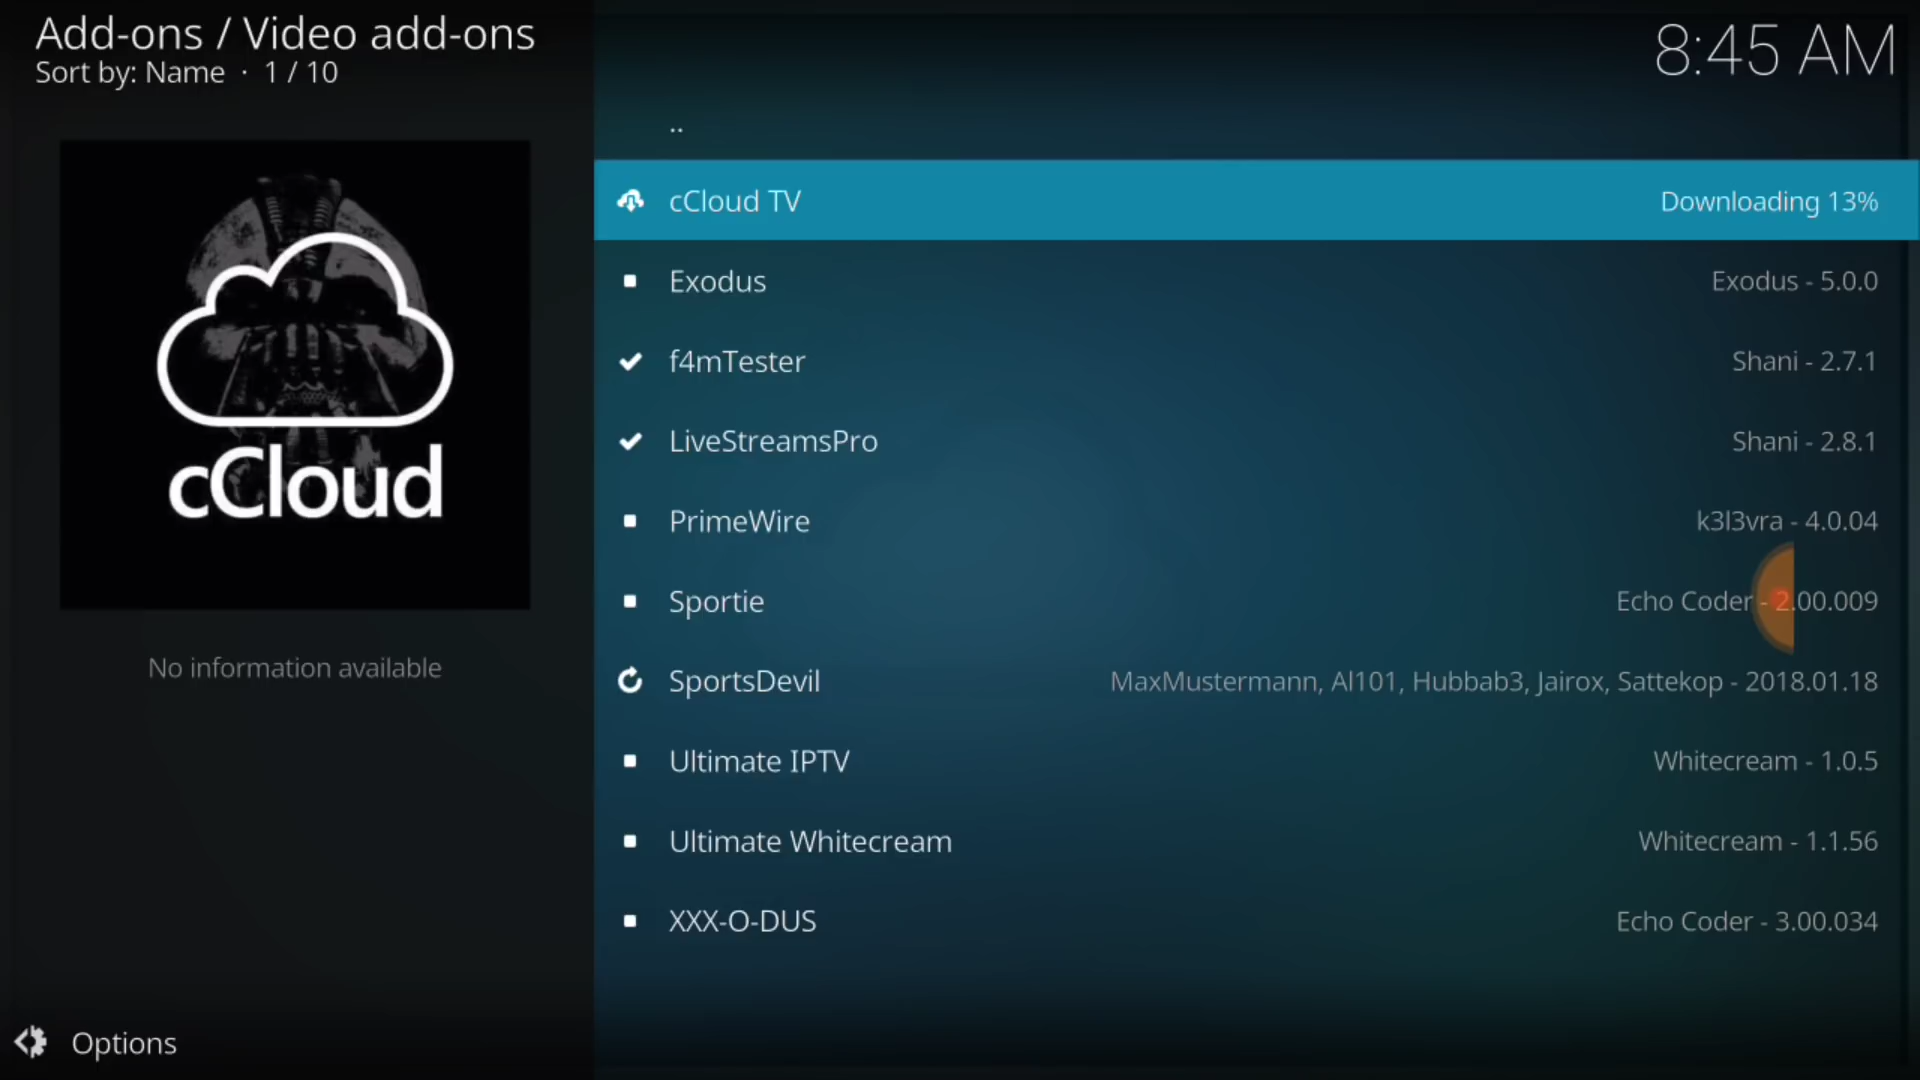 Add-ons / Video add-ons
Sort by: Name · 1 / 10
8:45 AM
..
cCloud TV Downloading 13%
Exodus Exodus - 5.0.0
f4mTester Shani - 2.7.1
LiveStreamsPro Shani - 2.8.1
PrimeWire k3l3vra - 4.0.04
Sportie Echo Coder - 2.00.009
SportsDevil MaxMustermann, Al101, Hubbab3, Jairox, Sattekop - 2018.01.18
Ultimate IPTV Whitecream - 1.0.5
Ultimate Whitecream Whitecream - 1.1.56
XXX-O-DUS Echo Coder - 3.00.034
cCloud
No information available
Options